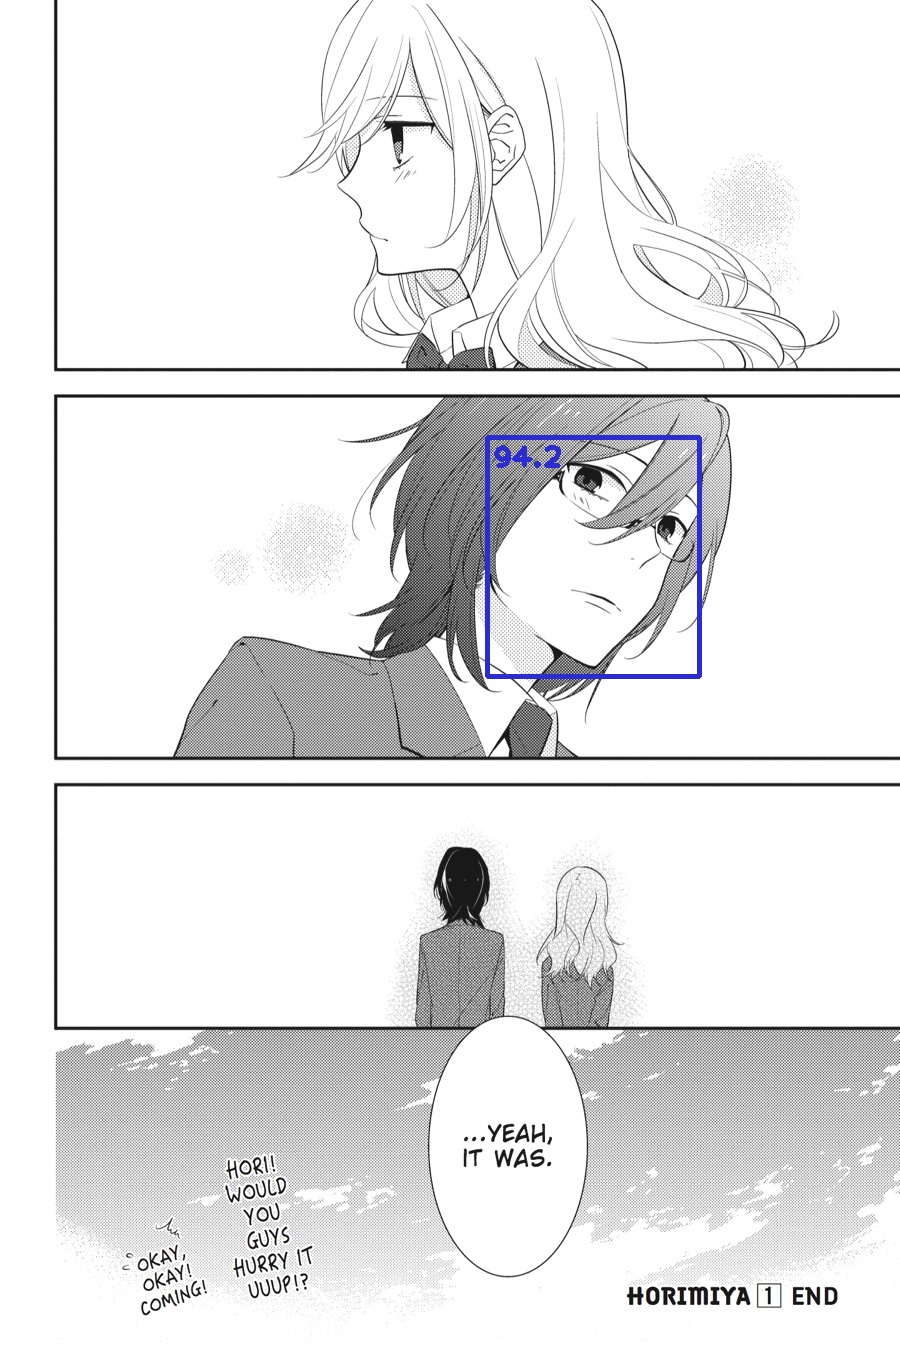 94.2
...YEAH,
IT WAS.
HORI!
WOULD
YOU
GUYS
HURRY IT
UUUP!?
OKAY,
OKAY!
COMING!
HORIMIYA 1 END